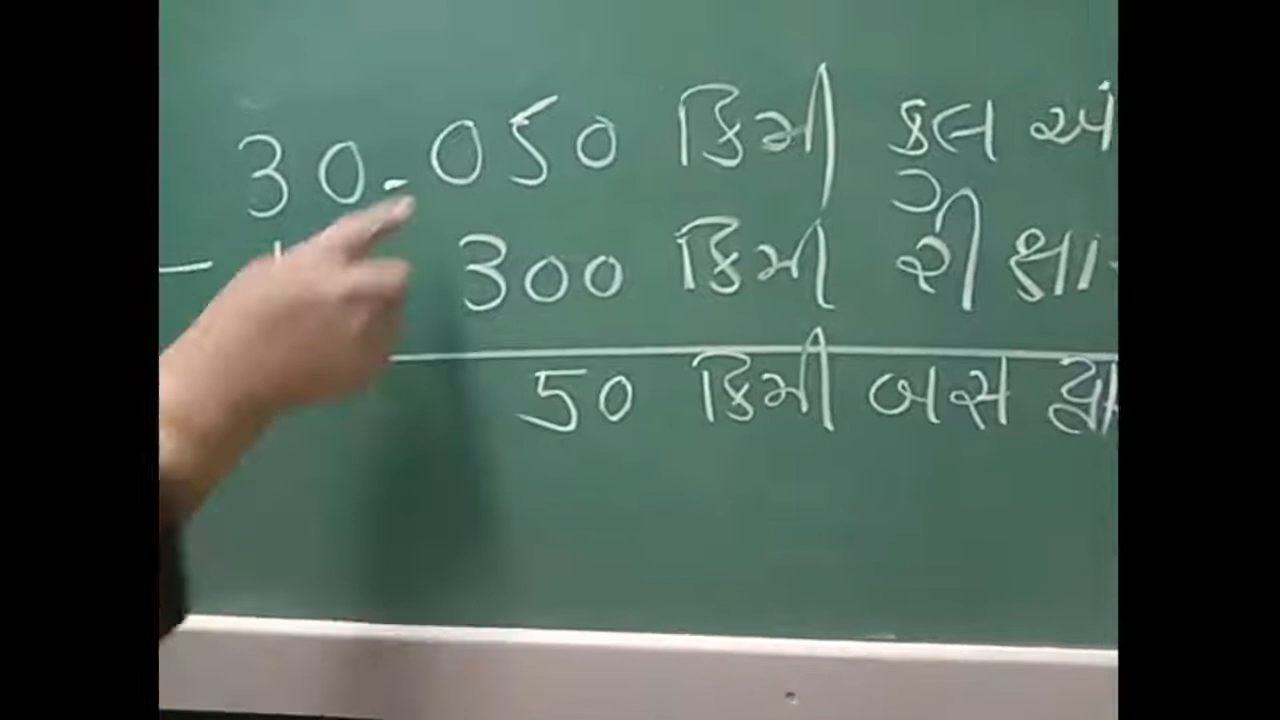 30.050 કિમી કુલ અં
- 300 કિમી રીક્ષા
50 કિમી બસ દ્વા